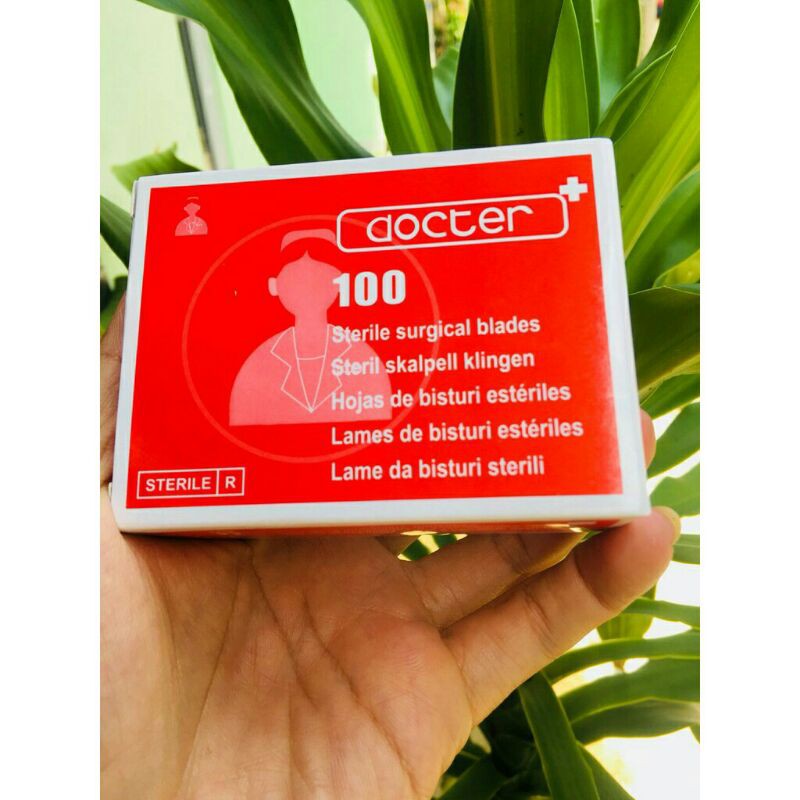 docter
100
Sterile surgical blades
Steril skalpell klingen
Hojas de bisturi estériles
Lames de bisturi estériles
Lame da bisturi sterili
STERILE R